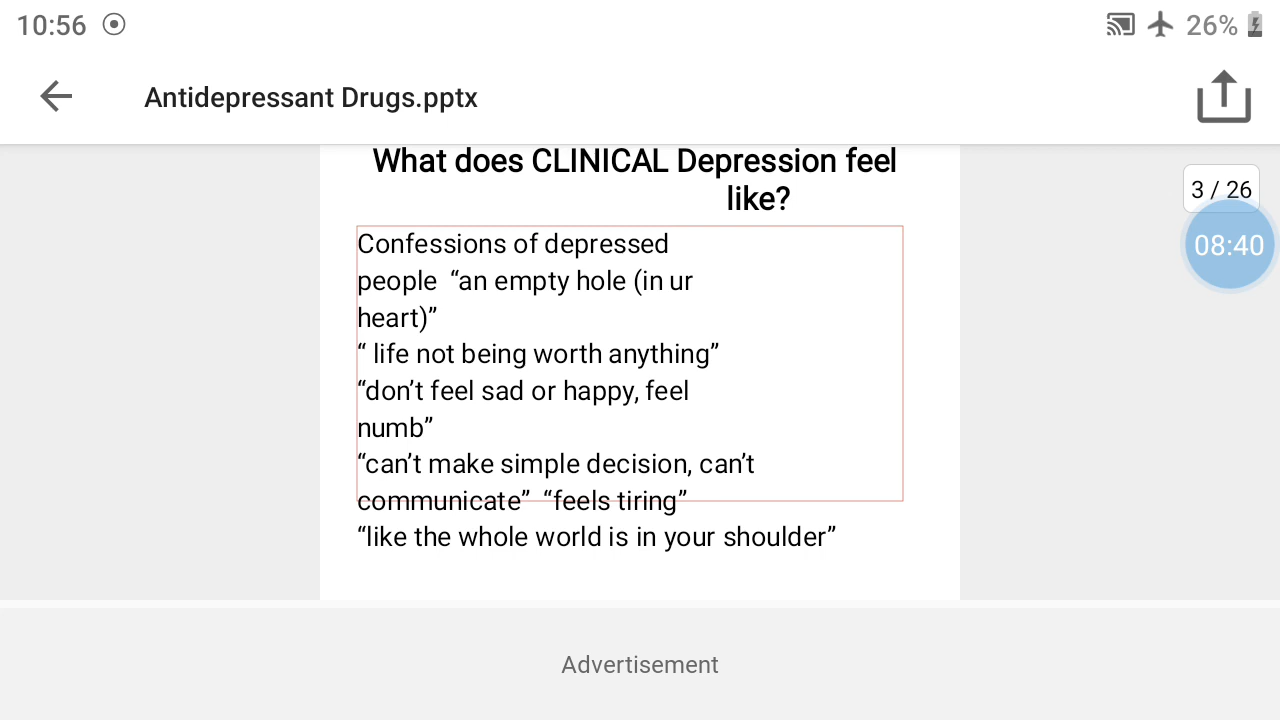 10:56
26%
Antidepressant Drugs.pptx
What does CLINICAL Depression feel
like?
3 / 26
08:40
Confessions of depressed
people  “an empty hole (in ur
heart)”
“ life not being worth anything”
“don’t feel sad or happy, feel
numb”
“can’t make simple decision, can’t
communicate”  “feels tiring”
“like the whole world is in your shoulder”
Advertisement